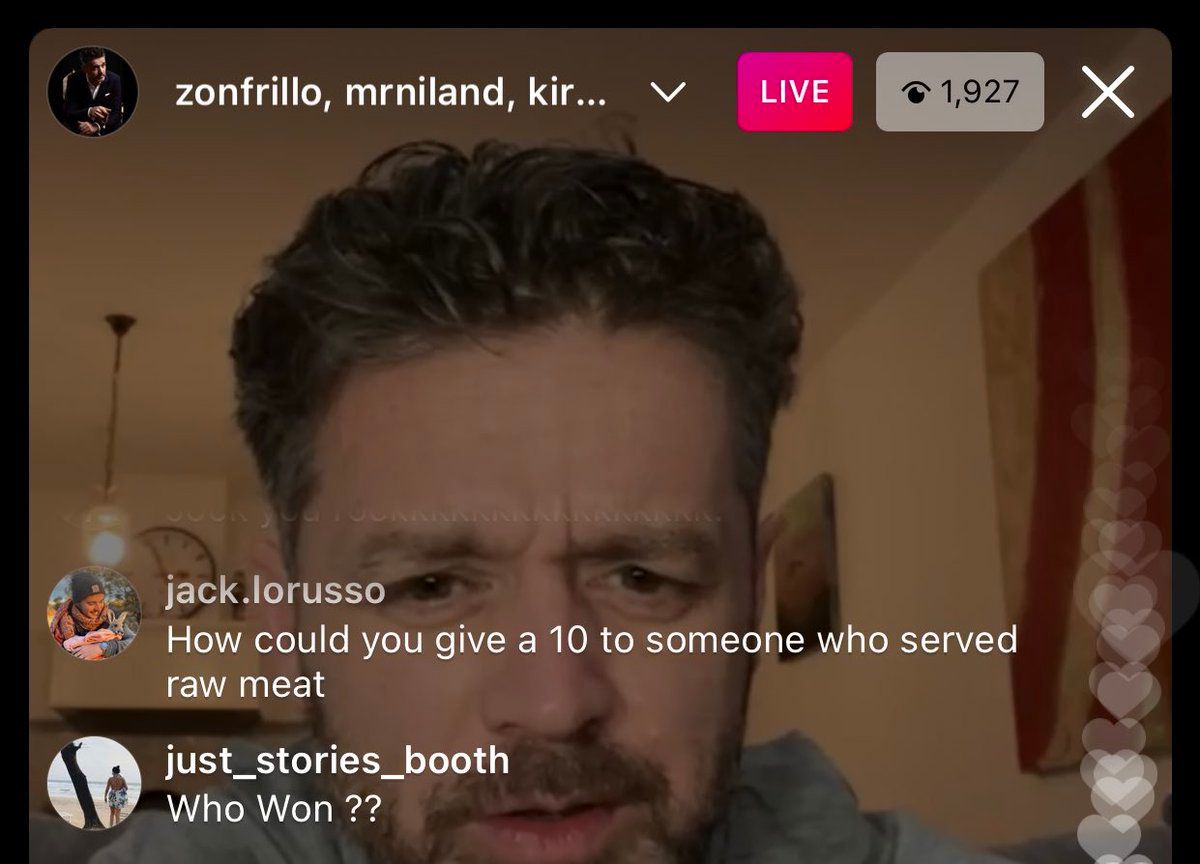 zonfrillo, mrniland, kir...
LIVE
1,927
jack.lorusso
How could you give a 10 to someone who served
raw meat
just_stories_booth
Who Won ??